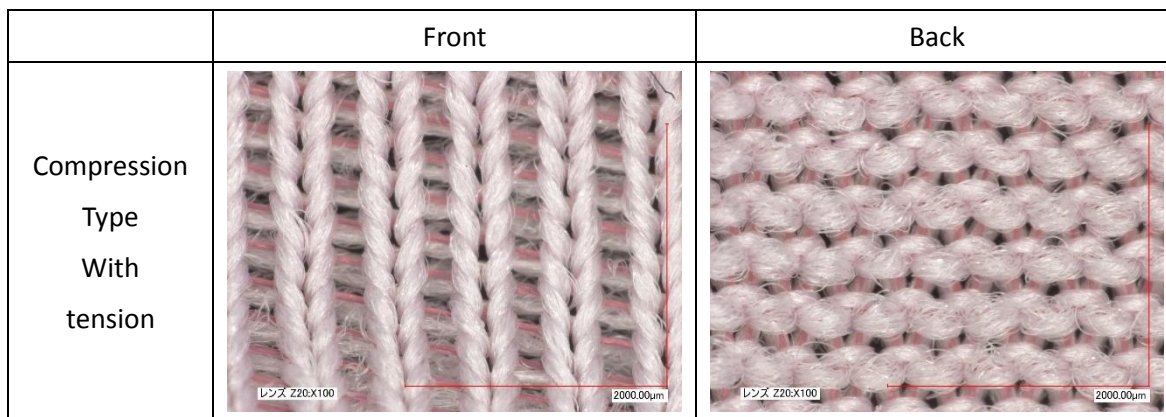 Front
Back
Compression
Type
With
tension
レンズ Z20:X100
2000.00μm
レンズ Z20:X100
2000.00μm